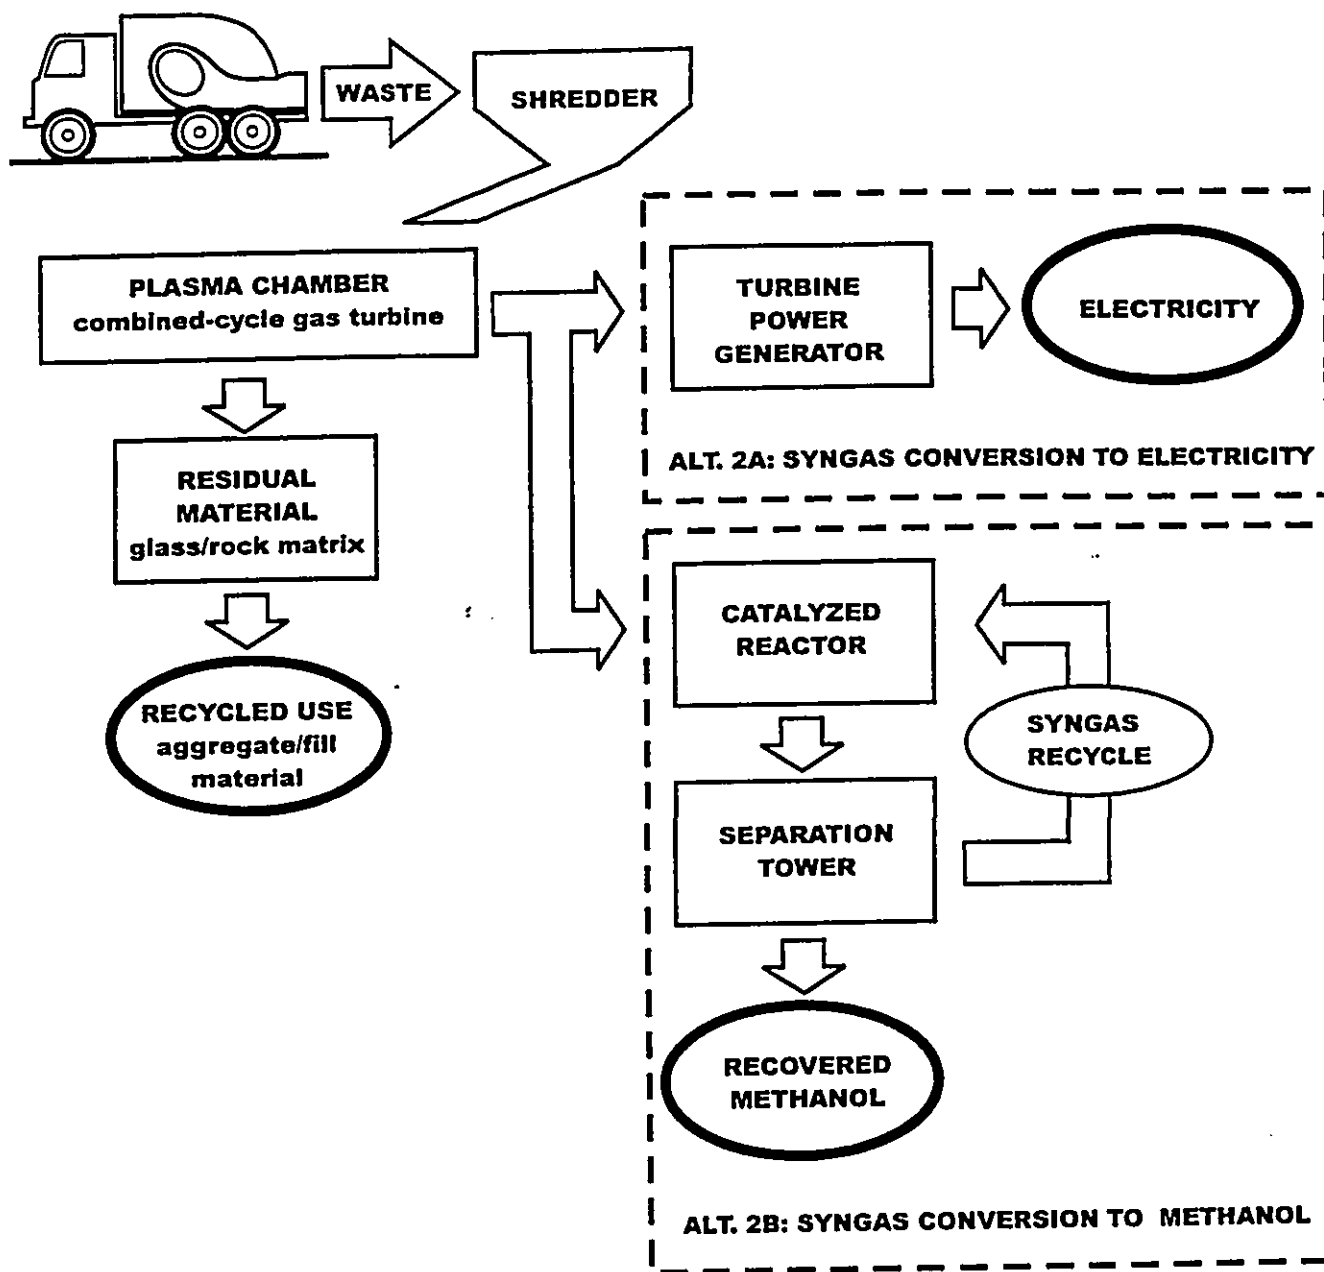 WASTE
SHREDDER
PLASMA CHAMBER
combined-cycle gas turbine
RESIDUAL
MATERIAL
glass/rock matrix
RECYCLED USE
aggregate/fill
material
TURBINE
POWER
GENERATOR
ELECTRICITY
ALT. 2A: SYNGAS CONVERSION TO ELECTRICITY
CATALYZED
REACTOR
SYNGAS
RECYCLE
SEPARATION
TOWER
RECOVERED
METHANOL
ALT. 2B: SYNGAS CONVERSION TO METHANOL